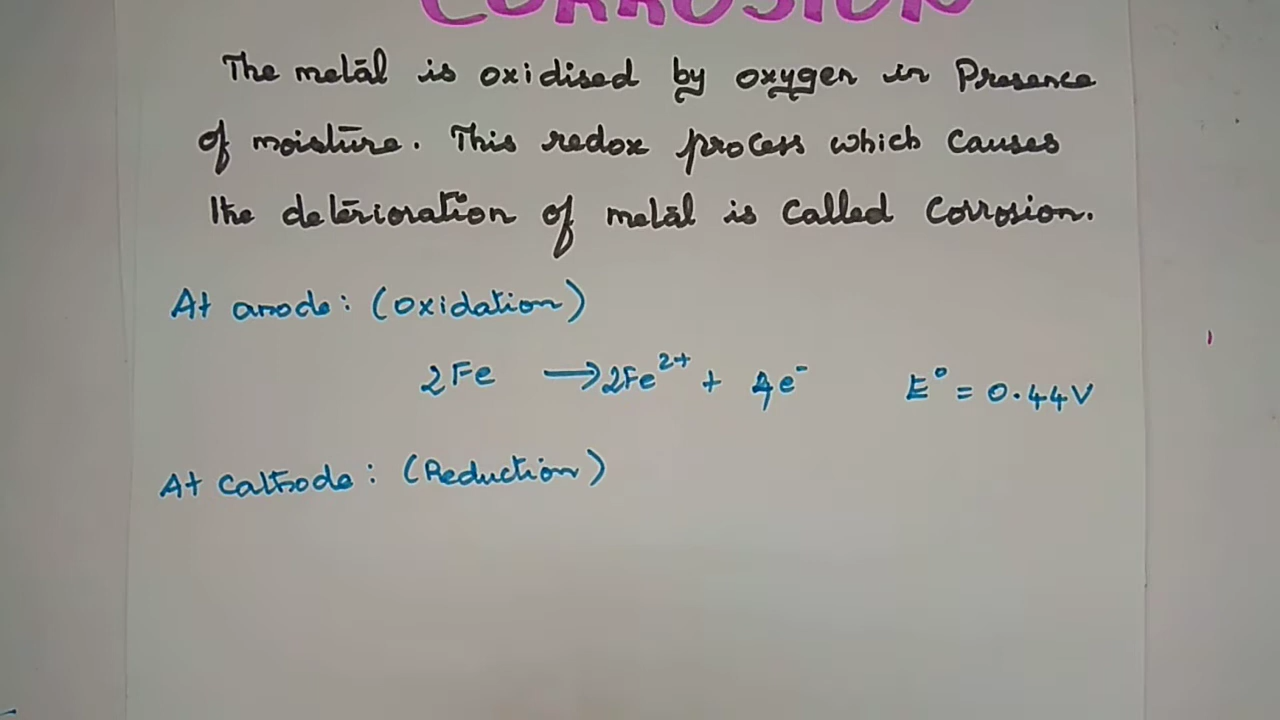 CORROSION
The metal is oxidised by oxygen in Presence
of moisture. This redox process which causes
the deterioration of metal is called Corrosion.
At anode: (Oxidation)
2Fe → 2Fe²⁺ + 4e⁻ E° = 0.44V
At Cathode: (Reduction)